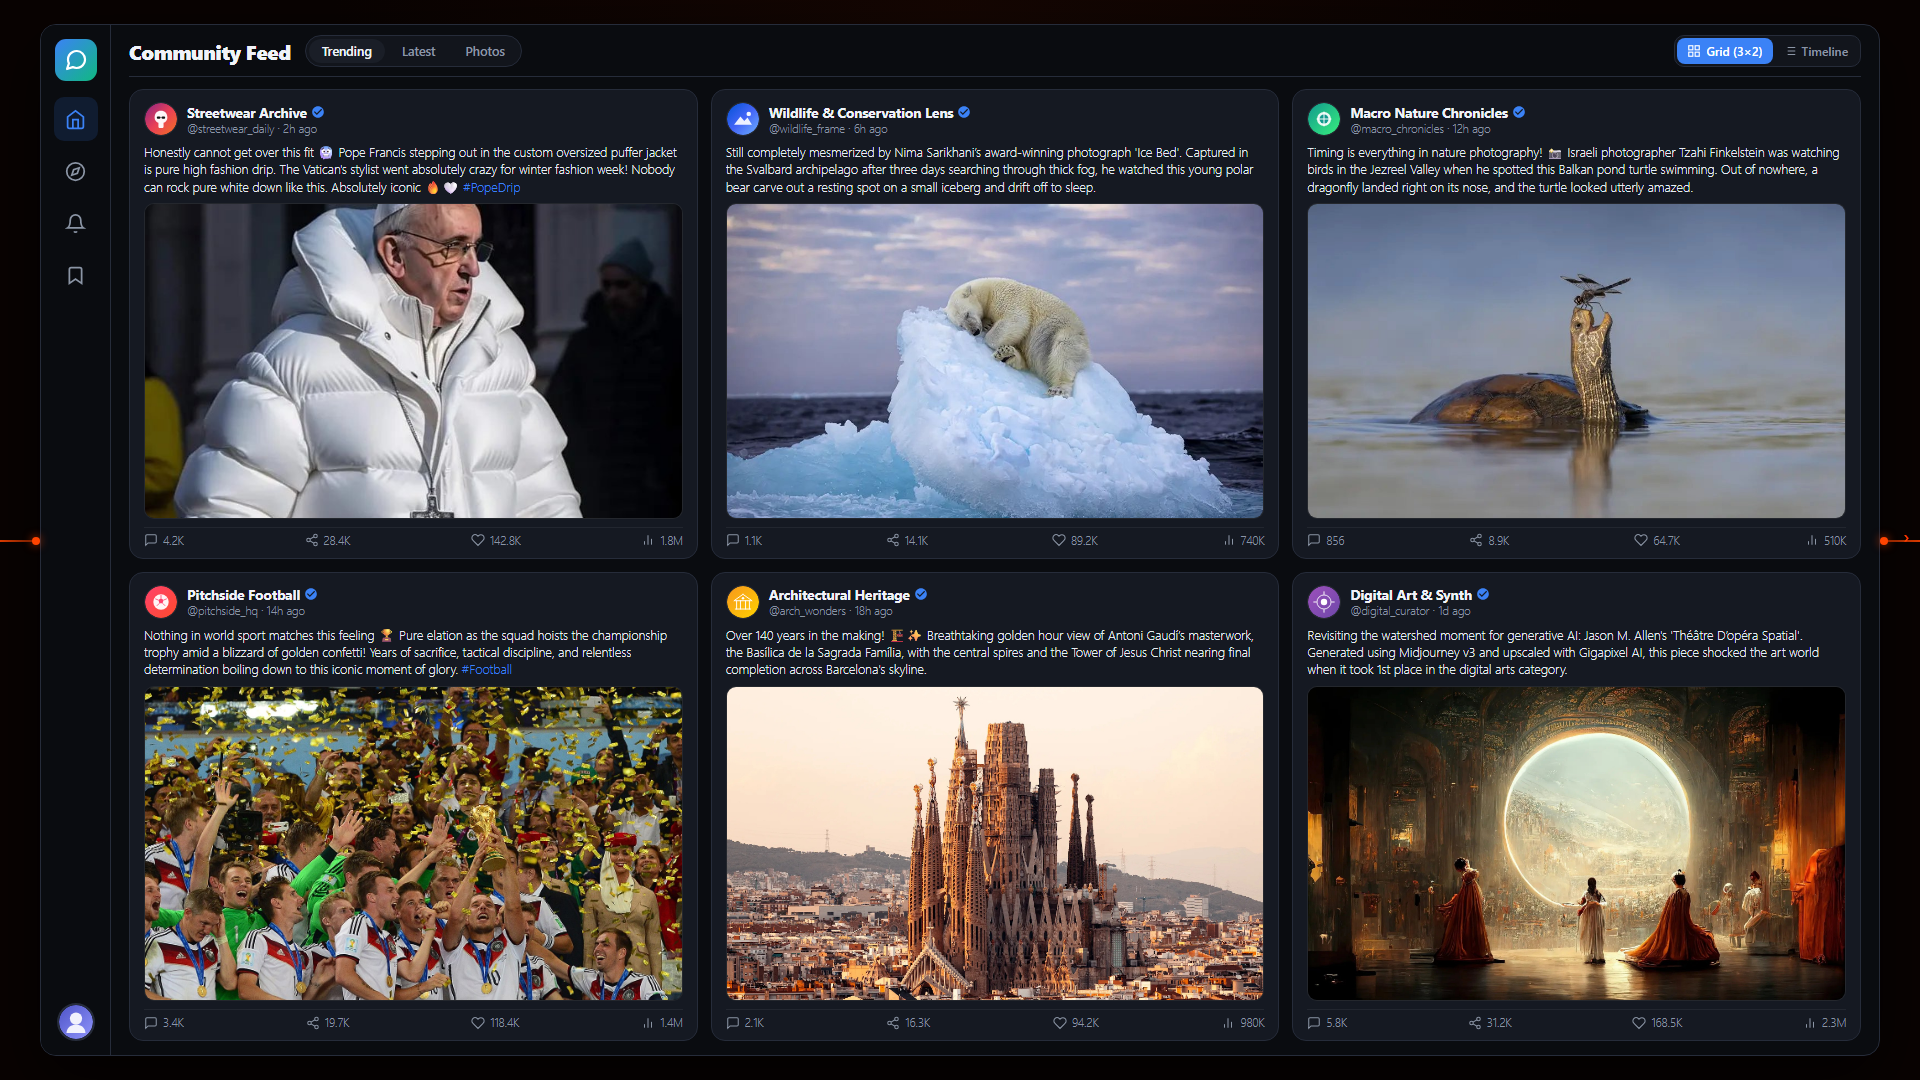 Community Feed
Trending
Latest
Photos
Grid (3×2)
Timeline
Streetwear Archive
@streetwear_daily · 2h ago
Honestly cannot get over this fit 🥶 Pope Francis stepping out in the custom oversized puffer jacket
is pure high fashion drip. The Vatican's stylist went absolutely crazy for winter fashion week! Nobody
can rock pure white down like this. Absolutely iconic 🔥 🤍 #PopeDrip
4.2K
28.4K
142.8K
1.8M
Wildlife & Conservation Lens
@wildlife_frame · 6h ago
Still completely mesmerized by Nima Sarikhani's award-winning photograph 'Ice Bed'. Captured in
the Svalbard archipelago after three days searching through thick fog, he watched this young polar
bear carve out a resting spot on a small iceberg and drift off to sleep.
1.1K
14.1K
89.2K
740K
Macro Nature Chronicles
@macro_chronicles · 12h ago
Timing is everything in nature photography! 📷 Israeli photographer Tzahi Finkelstein was watching
birds in the Jezreel Valley when he spotted this Balkan pond turtle swimming. Out of nowhere, a
dragonfly landed right on its nose, and the turtle looked utterly amazed.
856
8.9K
64.7K
510K
Pitchside Football
@pitchside_hq · 14h ago
Nothing in world sport matches this feeling 🏆 Pure elation as the squad hoists the championship
trophy amid a blizzard of golden confetti! Years of sacrifice, tactical discipline, and relentless
determination boiling down to this iconic moment of glory. #Football
3.4K
19.7K
118.4K
1.4M
Architectural Heritage
@arch_wonders · 18h ago
Over 140 years in the making! 🏗️ ✨ Breathtaking golden hour view of Antoni Gaudí's masterwork,
the Basílica de la Sagrada Família, with the central spires and the Tower of Jesus Christ nearing final
completion across Barcelona's skyline.
2.1K
16.3K
94.2K
980K
Digital Art & Synth
@digital_curator · 1d ago
Revisiting the watershed moment for generative AI: Jason M. Allen's 'Théâtre D'opéra Spatial'.
Generated using Midjourney v3 and upscaled with Gigapixel AI, this piece shocked the art world
when it took 1st place in the digital arts category.
5.8K
31.2K
168.5K
2.3M